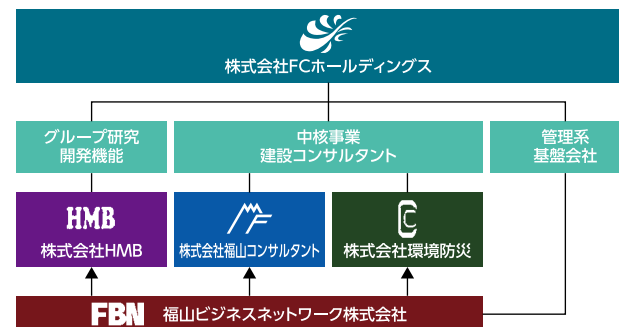 株式会社FCホールディングス
グループ研究
開発機能
中核事業
建設コンサルタント
管理系
基盤会社
HMB
株式会社HMB
株式会社福山コンサルタント
株式会社環境防災
FBN 福山ビジネスネットワーク株式会社